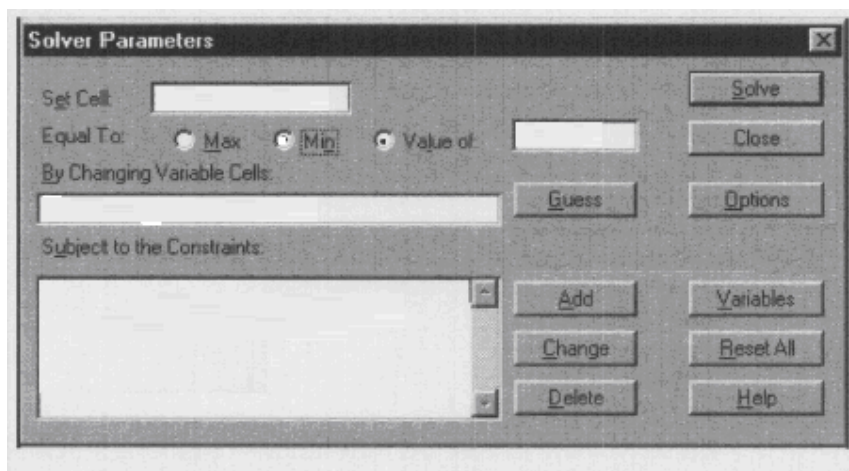 Solver Parameters
Set Cell:
Solve
Equal To: Max Min Value of:
Close
By Changing Variable Cells:
Guess
Options
Subject to the Constraints:
Add
Variables
Change
Reset All
Delete
Help